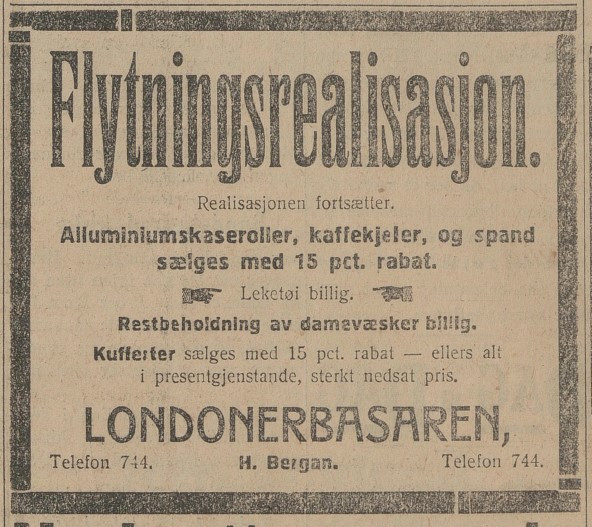 Flytningsrealisasjon.
Realisasjonen fortsætter.
Alluminiumskaseroller, kaffekjeler, og spand
sælges med 15 pct. rabat.
Leketøi billig.
Restbeholdning av damevæsker billig.
Kufferter sælges med 15 pct. rabat — ellers alt
i presentgjenstande, sterkt nedsat pris.
LONDONERBASAREN,
Telefon 744. H. Bergan. Telefon 744.